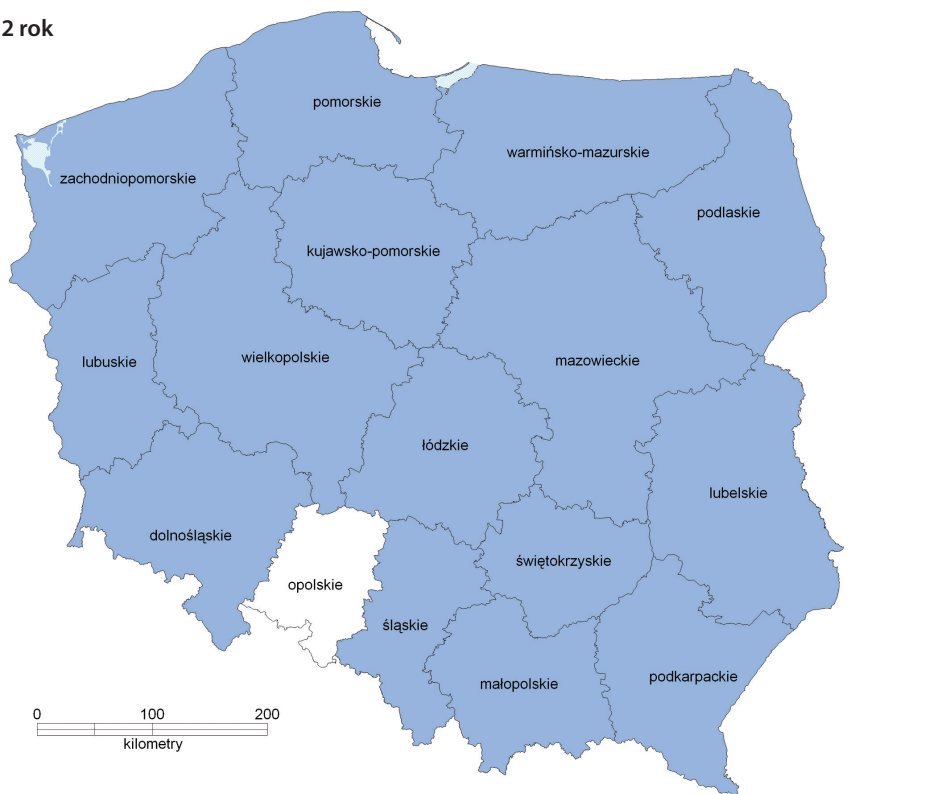 2 rok
pomorskie
warmińsko-mazurskie
zachodniopomorskie
podlaskie
kujawsko-pomorskie
lubuskie
wielkopolskie
mazowieckie
łódzkie
lubelskie
dolnośląskie
świętokrzyskie
opolskie
śląskie
małopolskie
podkarpackie
0 100 200
kilometry